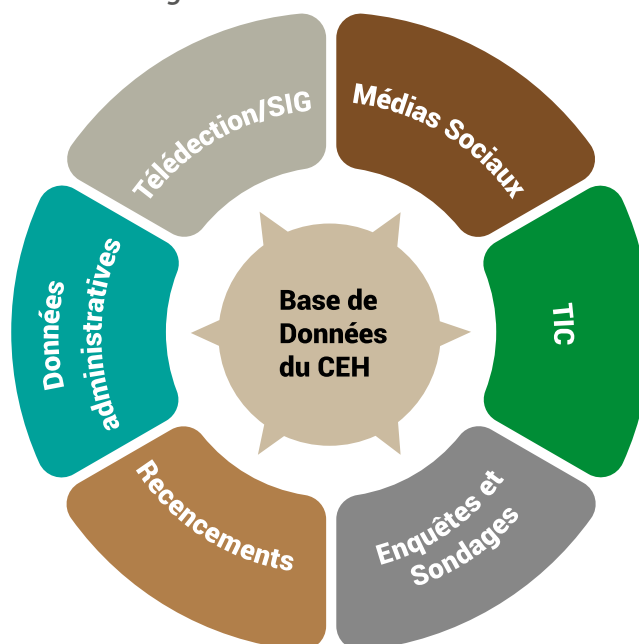 Télédection/SIG
Médias Sociaux
TIC
Enquêtes et
Sondages
Recencements
Données
administratives
Base de
Données
du CEH